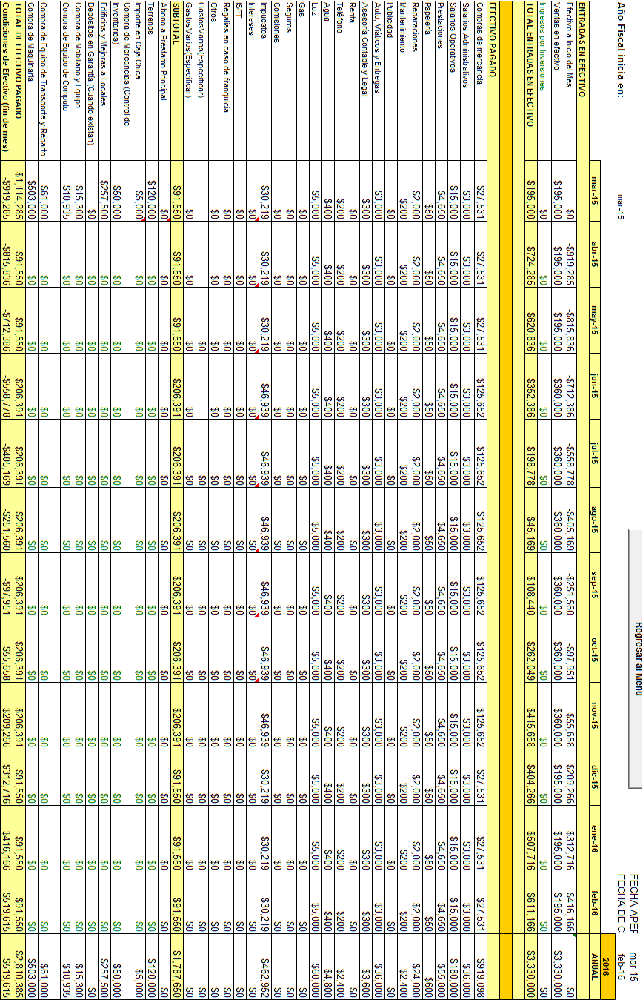 Regresar al Menú
FECHA APER mar-15
FECHA DE C feb-16
Año Fiscal inicia en: mar-15
2016
mar-15 abr-15 may-15 jun-15 jul-15 ago-15 sep-15 oct-15 nov-15 dic-15 ene-16 feb-16 ANUAL
ENTRADAS EN EFECTIVO
Efectivo a Inicio del Mes $0 -$919,285 -$815,836 -$712,386 -$558,778 -$405,169 -$251,560 -$97,951 $55,658 $209,266 $312,716 $416,166 $0
Ventas en efectivo $195,000 $195,000 $195,000 $360,000 $360,000 $360,000 $360,000 $360,000 $360,000 $195,000 $195,000 $195,000 $3,330,000
Ingresos por Inversiones $0 $0 $0 $0 $0 $0 $0 $0 $0 $0 $0 $0 $0
TOTAL ENTRADAS EN EFECTIVO $195,000 -$724,285 -$620,836 -$352,386 -$198,778 -$45,169 $108,440 $262,049 $415,658 $404,266 $507,716 $611,166 $3,330,000
EFECTIVO PAGADO
Compras de mercancia $27,531 $27,531 $27,531 $125,652 $125,652 $125,652 $125,652 $125,652 $125,652 $27,531 $27,531 $27,531 $919,098
Salarios Administrativos $3,000 $3,000 $3,000 $3,000 $3,000 $3,000 $3,000 $3,000 $3,000 $3,000 $3,000 $3,000 $36,000
Salarios Operativos $15,000 $15,000 $15,000 $15,000 $15,000 $15,000 $15,000 $15,000 $15,000 $15,000 $15,000 $15,000 $180,000
Prestaciones $4,650 $4,650 $4,650 $4,650 $4,650 $4,650 $4,650 $4,650 $4,650 $4,650 $4,650 $4,650 $55,800
Papelería $50 $50 $50 $50 $50 $50 $50 $50 $50 $50 $50 $50 $600
Reparaciones $2,000 $2,000 $2,000 $2,000 $2,000 $2,000 $2,000 $2,000 $2,000 $2,000 $2,000 $2,000 $24,000
Mantenimiento $200 $200 $200 $200 $200 $200 $200 $200 $200 $200 $200 $200 $2,400
Publicidad $0 $0 $0 $0 $0 $0 $0 $0 $0 $0 $0 $0 $0
Auto, Viáticos y Entregas $3,000 $3,000 $3,000 $3,000 $3,000 $3,000 $3,000 $3,000 $3,000 $3,000 $3,000 $3,000 $36,000
Asesoría Contable y Legal $300 $300 $300 $300 $300 $300 $300 $300 $300 $300 $300 $300 $3,600
Renta $0 $0 $0 $0 $0 $0 $0 $0 $0 $0 $0 $0 $0
Teléfono $200 $200 $200 $200 $200 $200 $200 $200 $200 $200 $200 $200 $2,400
Agua $400 $400 $400 $400 $400 $400 $400 $400 $400 $400 $400 $400 $4,800
Luz $5,000 $5,000 $5,000 $5,000 $5,000 $5,000 $5,000 $5,000 $5,000 $5,000 $5,000 $5,000 $60,000
Gas $0 $0 $0 $0 $0 $0 $0 $0 $0 $0 $0 $0 $0
Seguros $0 $0 $0 $0 $0 $0 $0 $0 $0 $0 $0 $0 $0
Comisiones $0 $0 $0 $0 $0 $0 $0 $0 $0 $0 $0 $0 $0
Impuestos $30,219 $30,219 $30,219 $46,939 $46,939 $46,939 $46,939 $46,939 $46,939 $30,219 $30,219 $30,219 $462,952
Intereses $0 $0 $0 $0 $0 $0 $0 $0 $0 $0 $0 $0 $0
ISPT $0 $0 $0 $0 $0 $0 $0 $0 $0 $0 $0 $0 $0
Regalías en caso de franquicia $0 $0 $0 $0 $0 $0 $0 $0 $0 $0 $0 $0 $0
Otros $0 $0 $0 $0 $0 $0 $0 $0 $0 $0 $0 $0 $0
GastosVarios(Especificar) $0 $0 $0 $0 $0 $0 $0 $0
GastosVarios(Especificar) $0 $0 $0 $0 $0 $0 $0 $0 $0 $0 $0 $0 $0
SUBTOTAL $91,550 $91,550 $91,550 $206,391 $206,391 $206,391 $206,391 $206,391 $206,391 $91,550 $91,550 $91,550 $1,787,650
Abono a Prestamo Principal $0 $0 $0 $0 $0 $0 $0 $0 $0 $0 $0 $0 $0
Terrenos $120,000 $0 $0 $0 $0 $0 $0 $0 $0 $0 $0 $0 $120,000
Importe en Caja Chica $5,000 $0 $0 $0 $0 $0 $0 $0 $0 $0 $0 $0 $5,000
Compra de Mercancías (Control de
Inventarios) $50,000 $0 $0 $0 $0 $0 $0 $0 $0 $0 $0 $0 $50,000
Edificios y Mejoras a Locales $257,500 $0 $0 $0 $0 $0 $0 $0 $0 $0 $0 $0 $257,500
Depósitos en Garantía (Cuando existan) $0 $0 $0 $0 $0 $0 $0 $0 $0 $0 $0 $0 $0
Compra de Mobiliario y Equipo $15,300 $0 $0 $0 $0 $0 $0 $0 $0 $0 $0 $0 $15,300
Compra de Equipo de Computo $10,935 $0 $0 $0 $0 $0 $0 $0 $0 $0 $0 $0 $10,935
Compra de Equipo de Transporte y Reparto $61,000 $0 $0 $0 $0 $0 $0 $0 $0 $0 $0 $0 $61,000
Compra de Maquinaria $503,000 $0 $0 $0 $0 $0 $0 $0 $0 $0 $0 $0 $503,000
TOTAL DE EFECTIVO PAGADO $1,114,285 $91,550 $91,550 $206,391 $206,391 $206,391 $206,391 $206,391 $206,391 $91,550 $91,550 $91,550 $2,810,385
Condiciones de Efectivo (fin de mes) -$919,285 -$815,836 -$712,386 -$558,778 -$405,169 -$251,560 -$97,951 $55,658 $209,266 $312,716 $416,166 $519,615 $519,615